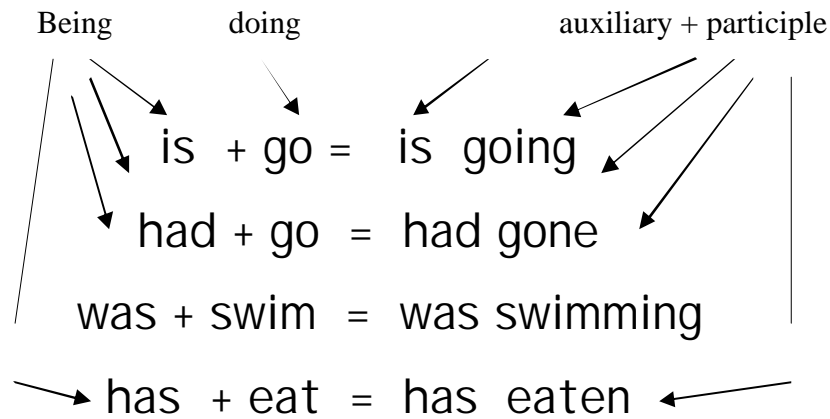 Being doing auxiliary + participle
is + go = is going
had + go = had gone
was + swim = was swimming
has + eat = has eaten